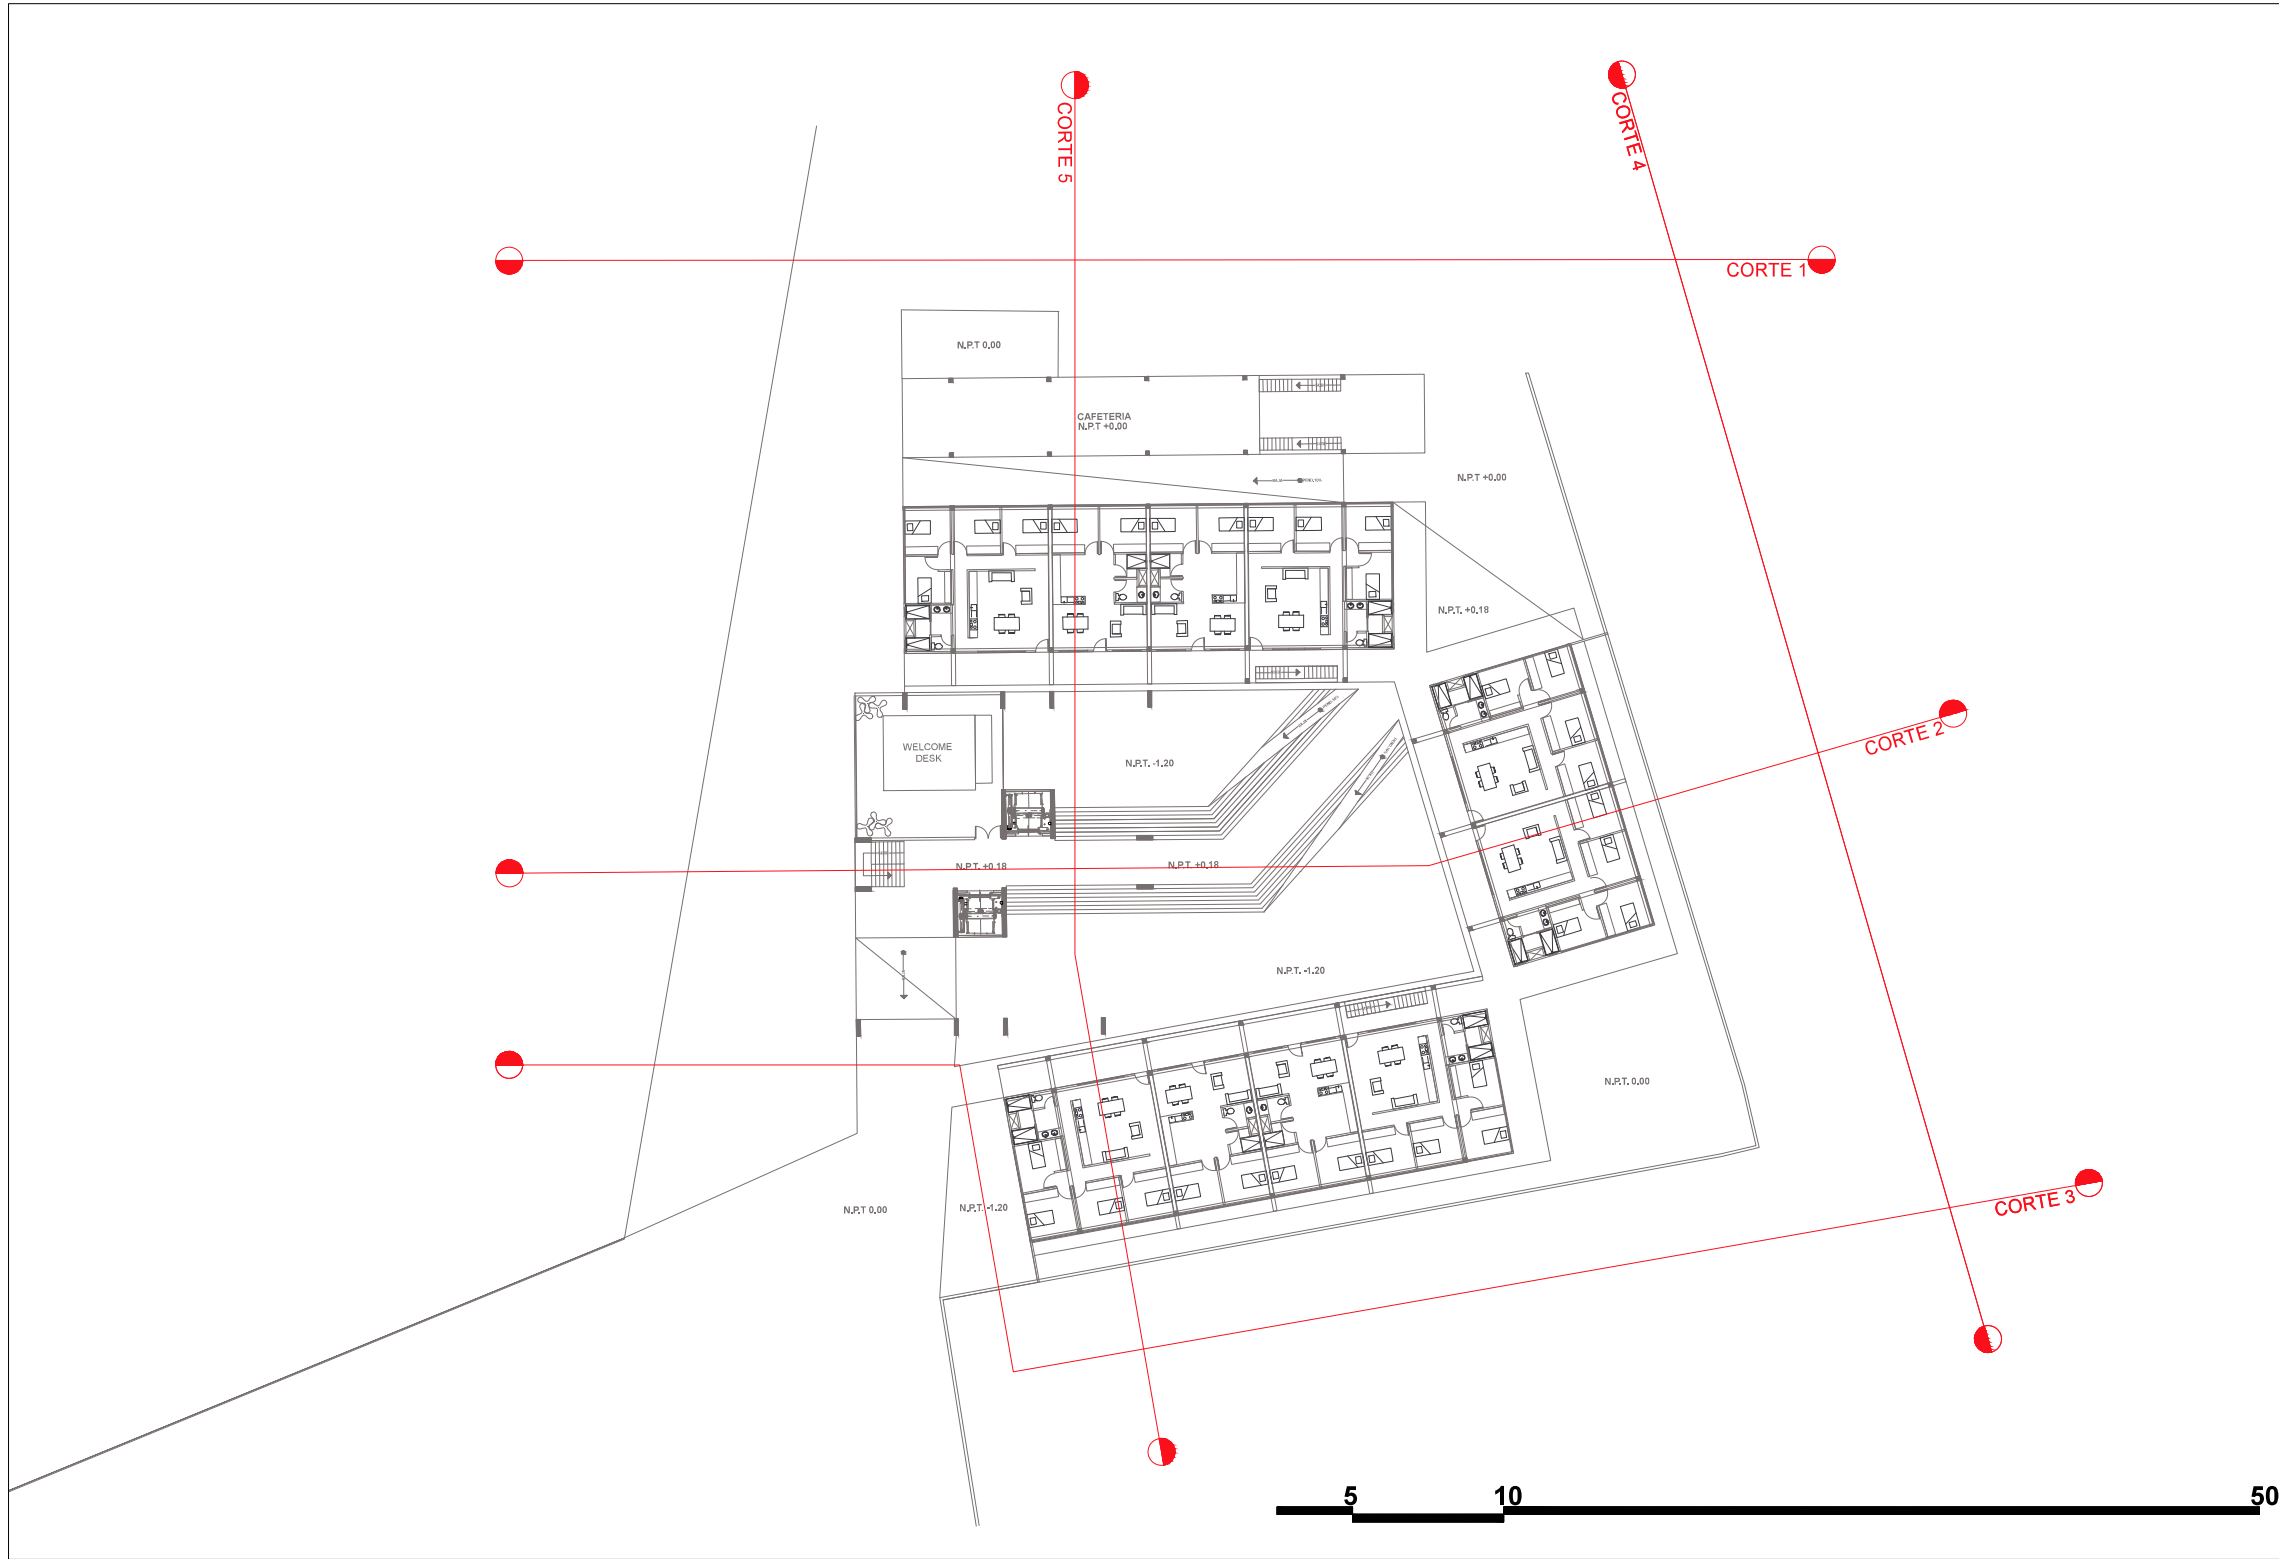 CORTE 5
CORTE 4
CORTE 1
N.P.T 0.00
CAFETERIA
N.P.T +0.00
N.P.T +0.00
N.P.T. +0.18
CORTE 2
WELCOME
DESK
N.P.T. -1.20
N.P.T. +0.18
N.P.T. +0.18
N.P.T. -1.20
N.P.T. 0.00
N.P.T 0.00
N.P.T. -1.20
CORTE 3
5
10
50